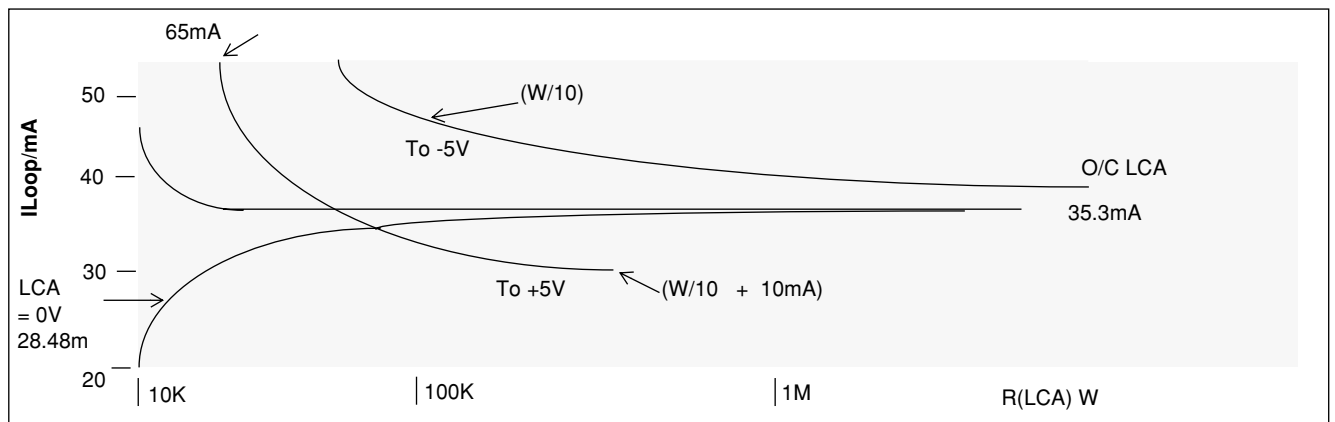 65mA
50
(W/10)
To -5V
O/C LCA
40
35.3mA
ILoop/mA
30
To +5V
(W/10 + 10mA)
LCA
= 0V
28.48m
20
10K
100K
1M
R(LCA) W